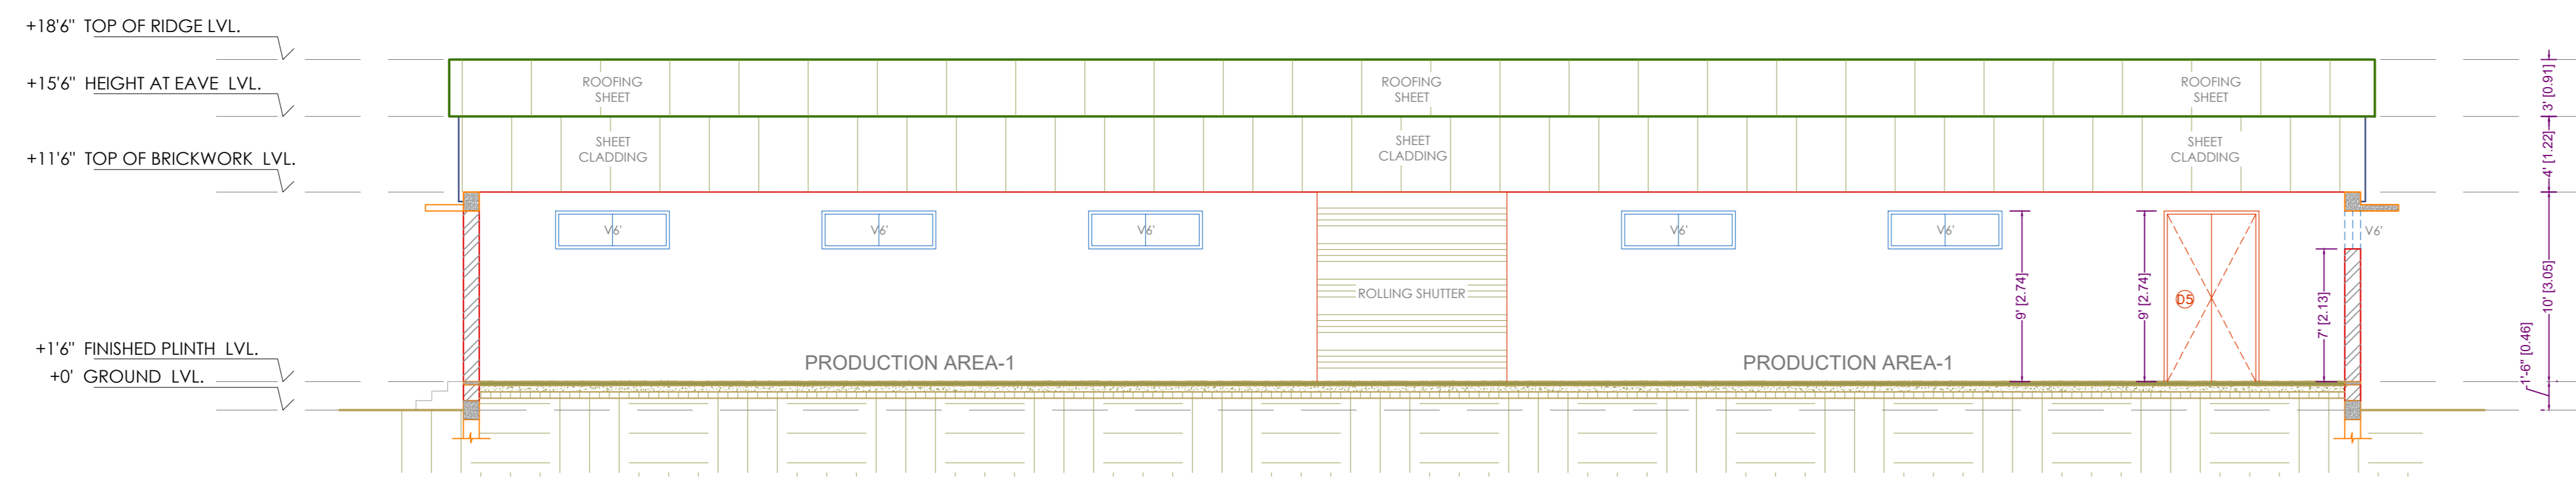 +18'6" TOP OF RIDGE LVL.
+15'6" HEIGHT AT EAVE LVL.
+11'6" TOP OF BRICKWORK LVL.
+1'6" FINISHED PLINTH LVL.
+0' GROUND LVL.
ROOFING
SHEET
ROOFING
SHEET
ROOFING
SHEET
SHEET
CLADDING
SHEET
CLADDING
SHEET
CLADDING
V6'
V6'
V6'
V6'
V6'
V6'
ROLLING SHUTTER
D5
PRODUCTION AREA-1
PRODUCTION AREA-1
9' [2.74]
9' [2.74]
7' [2.13]
3' [0.91]
4' [1.22]
10' [3.05]
1'-6" [0.46]